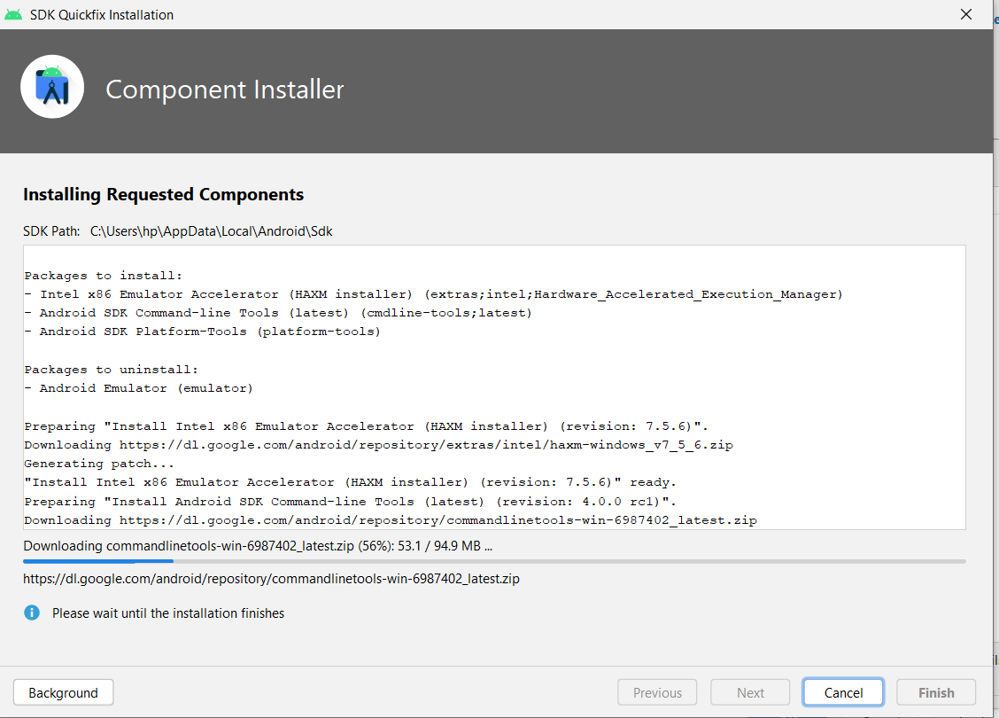 SDK Quickfix Installation
Component Installer
Installing Requested Components
SDK Path: C:\Users\hp\AppData\Local\Android\Sdk
Packages to install:
- Intel x86 Emulator Accelerator (HAXM installer) (extras;intel;Hardware_Accelerated_Execution_Manager)
- Android SDK Command-line Tools (latest) (cmdline-tools;latest)
- Android SDK Platform-Tools (platform-tools)
Packages to uninstall:
- Android Emulator (emulator)
Preparing "Install Intel x86 Emulator Accelerator (HAXM installer) (revision: 7.5.6)".
Downloading https://dl.google.com/android/repository/extras/intel/haxm-windows_v7_5_6.zip
Generating patch...
"Install Intel x86 Emulator Accelerator (HAXM installer) (revision: 7.5.6)" ready.
Preparing "Install Android SDK Command-line Tools (latest) (revision: 4.0.0 rc1)".
Downloading https://dl.google.com/android/repository/commandlinetools-win-6987402_latest.zip
Downloading commandlinetools-win-6987402_latest.zip (56%): 53.1 / 94.9 MB ...
https://dl.google.com/android/repository/commandlinetools-win-6987402_latest.zip
Please wait until the installation finishes
Background Previous Next Cancel Finish